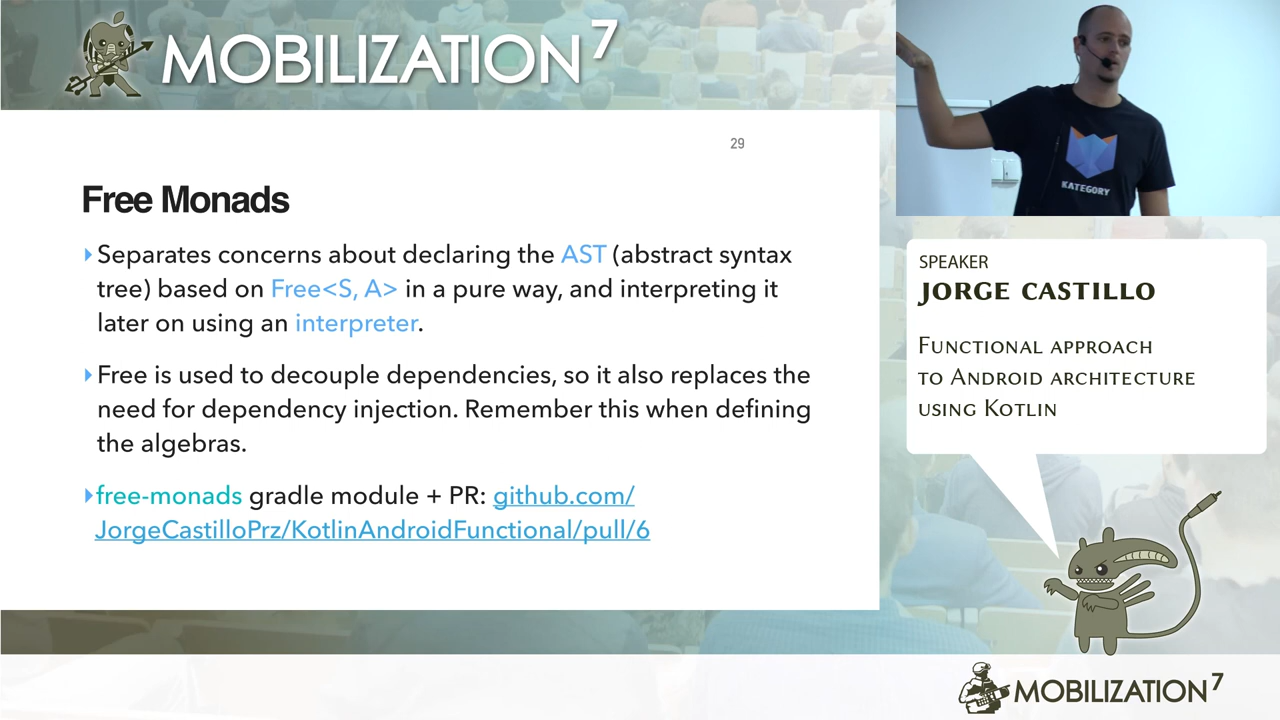 MOBILIZATION7
29
Free Monads
Separates concerns about declaring the AST (abstract syntax
tree) based on Free<S, A> in a pure way, and interpreting it
later on using an interpreter.
Free is used to decouple dependencies, so it also replaces the
need for dependency injection. Remember this when defining
the algebras.
free-monads gradle module + PR: github.com/
JorgeCastilloPrz/KotlinAndroidFunctional/pull/6
KATEGORY
SPEAKER
JORGE CASTILLO
Functional approach
to Android architecture
using Kotlin
MOBILIZATION7